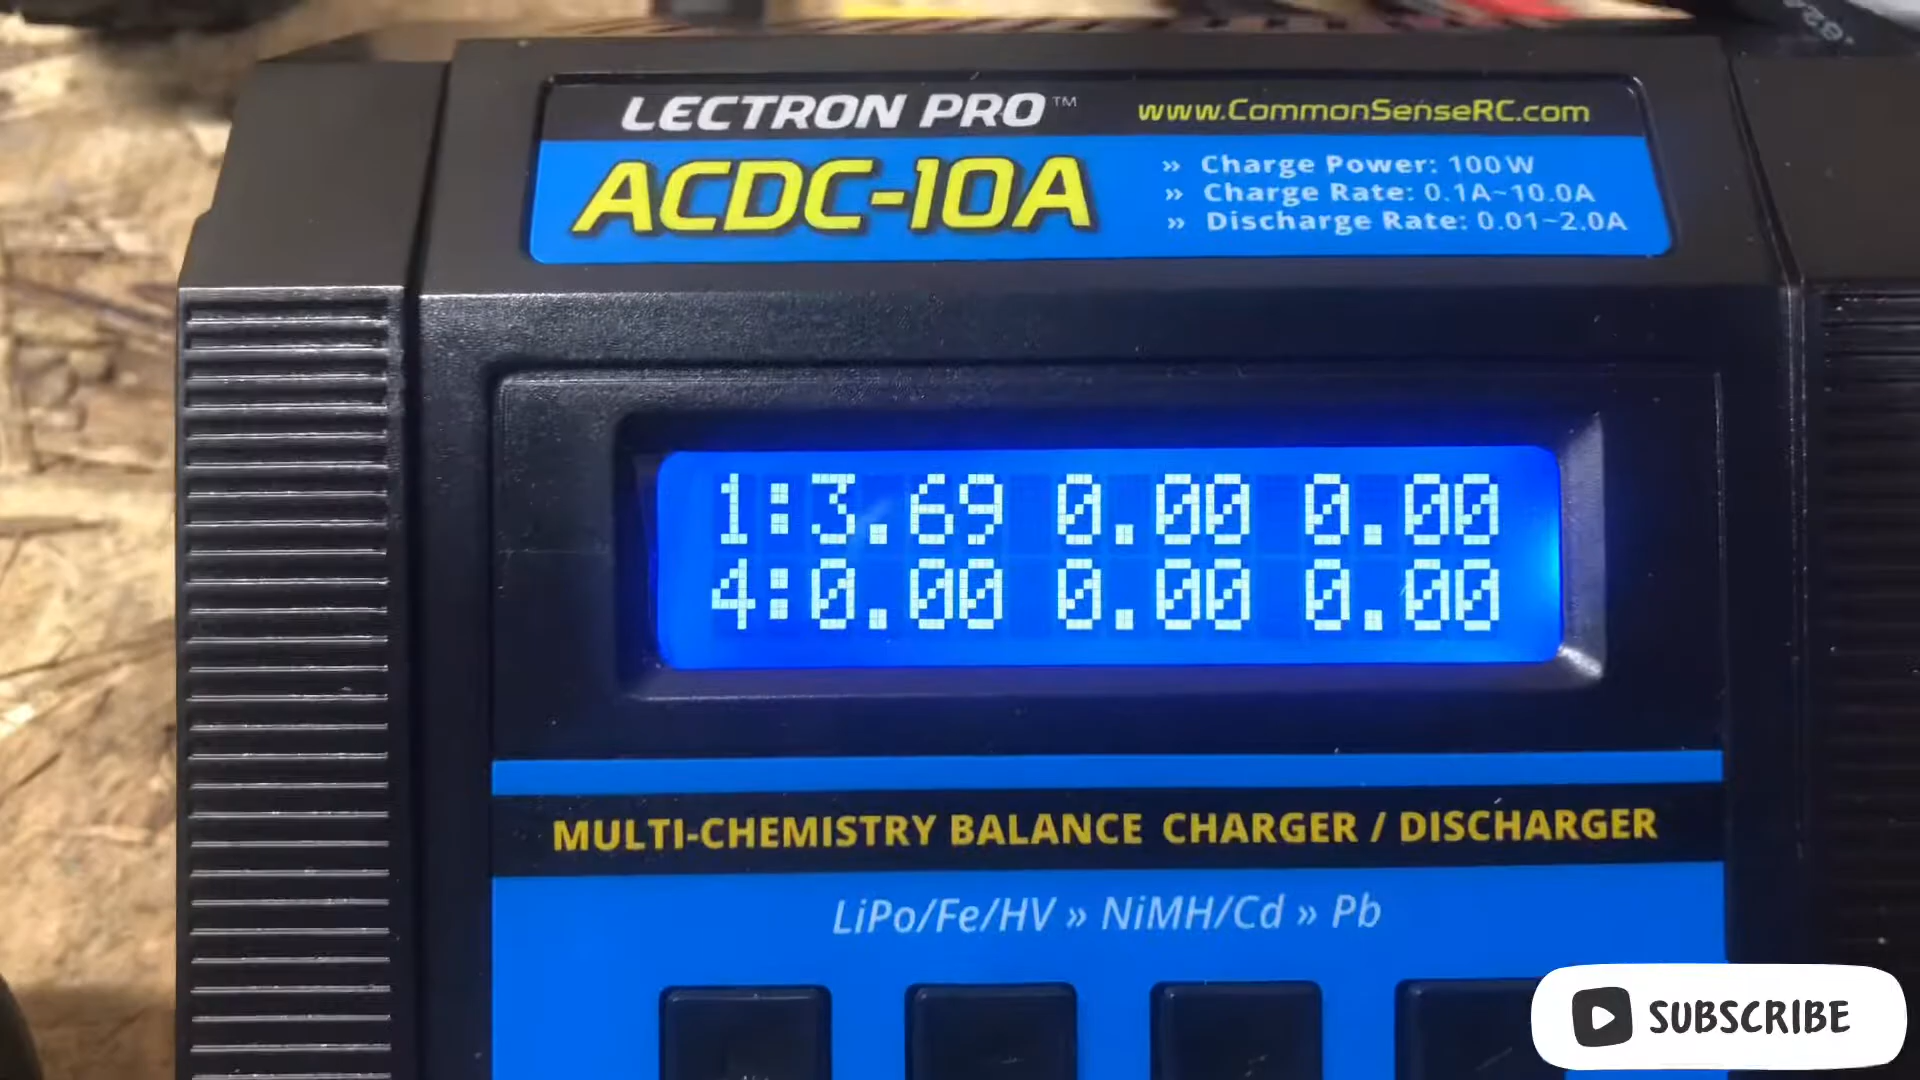 LECTRON PRO™ www.CommonSenseRC.com
ACDC-10A
» Charge Power: 100W
» Charge Rate: 0.1A~10.0A
» Discharge Rate: 0.01~2.0A
1:3.69 0.00 0.00
4:0.00 0.00 0.00
MULTI-CHEMISTRY BALANCE CHARGER / DISCHARGER
LiPo/Fe/HV » NiMH/Cd » Pb
SUBSCRIBE